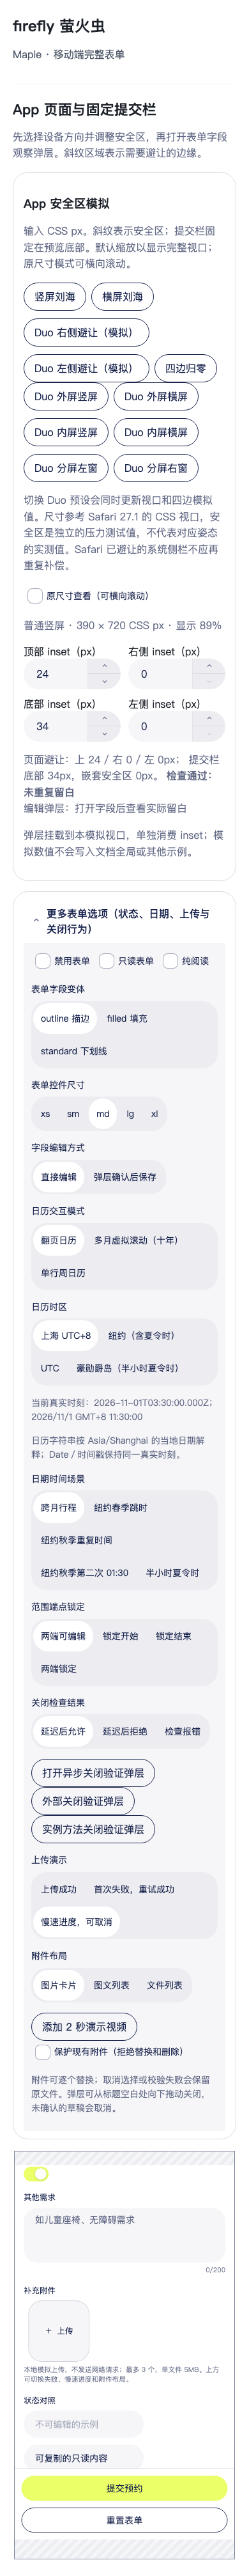 firefly 萤火虫
Maple · 移动端完整表单
App 页面与固定提交栏
先选择设备方向并调整安全区，再打开表单字段
观察弹层。斜纹区域表示需要避让的边缘。
App 安全区模拟
输入 CSS px。斜纹表示安全区；提交栏固
定在预览底部。默认缩放以显示完整视口；
原尺寸模式可横向滚动。
竖屏刘海 横屏刘海
Duo 右侧避让（模拟）
Duo 左侧避让（模拟） 四边归零
Duo 外屏竖屏 Duo 外屏横屏
Duo 内屏竖屏 Duo 内屏横屏
Duo 分屏左窗 Duo 分屏右窗
切换 Duo 预设会同时更新视口和四边模拟
值。尺寸参考 Safari 27.1 的 CSS 视口，安
全区是独立的压力测试值，不代表对应姿态
的实测值。Safari 已避让的系统侧栏不应再
重复补偿。
原尺寸查看（可横向滚动）
普通竖屏 · 390 × 720 CSS px · 显示 89%
顶部 inset（px） 右侧 inset（px）
24 0
底部 inset（px） 左侧 inset（px）
34 0
页面避让：上 24 / 右 0 / 左 0px； 提交栏
底部 34px，嵌套安全区 0px。 检查通过：
未重复留白
编辑弹层：打开字段后查看实际留白
弹层挂载到本模拟视口，单独消费 inset；模
拟数值不会写入文档全局或其他示例。
更多表单选项（状态、日期、上传与
关闭行为）
禁用表单 只读表单 纯阅读
表单字段变体
outline 描边 filled 填充
standard 下划线
表单控件尺寸
xs sm md lg xl
字段编辑方式
直接编辑 弹层确认后保存
日历交互模式
翻页日历 多月虚拟滚动（十年）
单行周日历
日历时区
上海 UTC+8 纽约（含夏令时）
UTC 豪勋爵岛（半小时夏令时）
当前真实时刻：2026-11-01T03:30:00.000Z；
2026/11/1 GMT+8 11:30:00
日历字符串按 Asia/Shanghai 的当地日期解
释；Date / 时间戳保持同一真实时刻。
日期时间场景
跨月行程 纽约春季跳时
纽约秋季重复时间
纽约秋季第二次 01:30 半小时夏令时
范围端点锁定
两端可编辑 锁定开始 锁定结束
两端锁定
关闭检查结果
延迟后允许 延迟后拒绝 检查报错
打开异步关闭验证弹层
外部关闭验证弹层
实例方法关闭验证弹层
上传演示
上传成功 首次失败，重试成功
慢速进度，可取消
附件布局
图片卡片 图文列表 文件列表
添加 2 秒演示视频
保护现有附件（拒绝替换和删除）
附件可逐个替换；取消选择或校验失败会保留
原文件。弹层可从标题空白处向下拖动关闭，
未确认的草稿会取消。
其他需求
如儿童座椅、无障碍需求
0/200
补充附件
+ 上传
本地模拟上传，不发送网络请求；最多 3 个，单文件 5MB。上方
可切换失败、慢速进度和附件布局。
状态对照
不可编辑的示例
可复制的只读内容
提交预约
重置表单